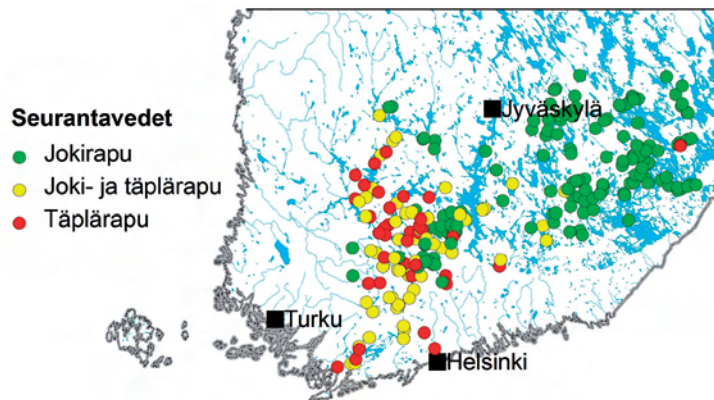 Jyväskylä
Seurantavedet
Jokirapu
Joki- ja täplärapu
Täplärapu
Turku
Helsinki